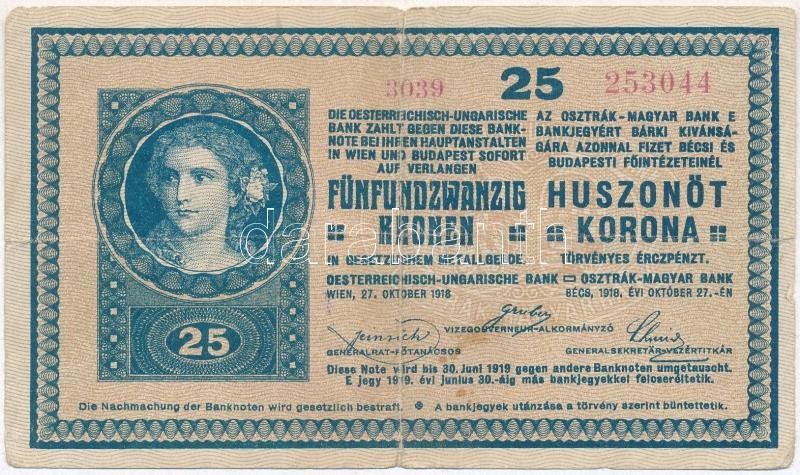 3039 25 253044
DIE OESTERREICHISCH-UNGARISCHE
BANK ZAHLT GEGEN DIESE BANK-
NOTE BEI IHREN HAUPTANSTALTEN
IN WIEN UND BUDAPEST SOFORT
AUF VERLANGEN
FÜNFUNDZWANZIG
KRONEN
IN GESETZLICHEM METALLGELDE.
AZ OSZTRÁK-MAGYAR BANK E
BANKJEGYÉRT BÁRKI KIVÁNSÁ-
GÁRA AZONNAL FIZET BÉCSI ÉS
BUDAPESTI FŐINTÉZETEINÉL
HUSZONÖT
KORONA
TÖRVÉNYES ÉRCZPÉNZT.
OESTERREICHISCH-UNGARISCHE BANK OSZTRÁK-MAGYAR BANK
WIEN, 27. OKTOBER 1918 BÉCS, 1918. ÉVI OKTÓBER 27.-ÉN
Gruber
VIZEGOUVERNEUR-ALKORMÁNYZÓ
GENERALRAT-FŐTANÁCSOS GENERALSEKRETÄR-VEZÉRTITKÁR
Diese Note wird bis 30. Juni 1919 gegen andere Banknoten umgetauscht.
E jegy 1919. évi junius 30.-áig más bankjegyekkel felcseréltetik.
25
Die Nachmachung der Banknoten wird gesetzlich bestraft. A bankjegyek utánzása a törvény szerint büntettetik.
darabanth